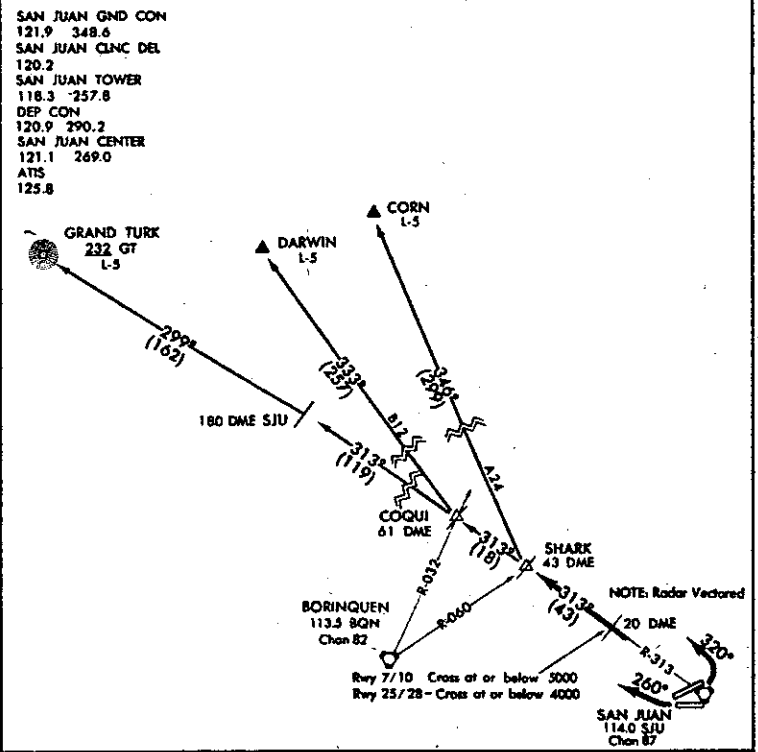 SAN JUAN GND CON
121.9 348.6
SAN JUAN CLNC DEL
120.2
SAN JUAN TOWER
118.3 257.8
DEP CON
120.9 290.2
SAN JUAN CENTER
121.1 269.0
ATIS
125.8
CORN
L-5
DARWIN
L-5
GRAND TURK
232 GT
L-5
299°
(162)
333°
(257)
346°
(299)
180 DME SJU
B12
313°
(119)
A24
COQUI
61 DME
313°
(18)
SHARK
43 DME
R-032
R-060
313°
(43)
NOTE: Radar Vectored
20 DME
BORINQUEN
113.5 BQN
Chan 82
R-313
320°
Rwy 7/10 Cross at or below 5000
Rwy 25/28 - Cross at or below 4000
260°
SAN JUAN
114.0 SJU
Chan 87